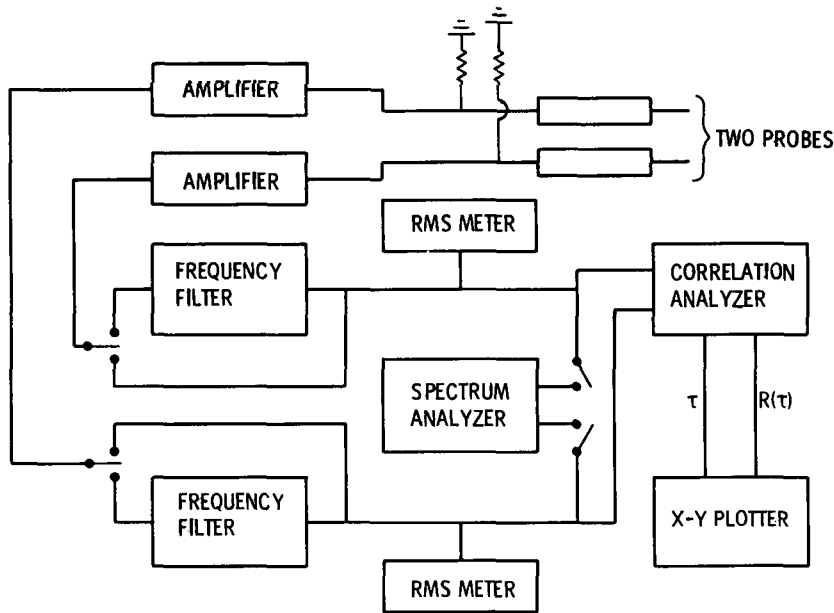 AMPLIFIER
TWO PROBES
AMPLIFIER
RMS METER
FREQUENCY
FILTER
CORRELATION
ANALYZER
SPECTRUM
ANALYZER
τ
R(τ)
FREQUENCY
FILTER
X-Y PLOTTER
RMS METER